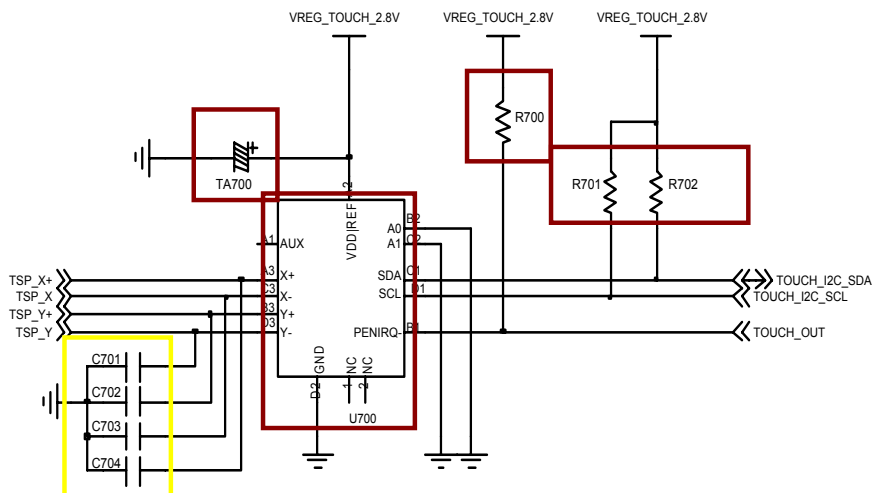 VREG_TOUCH_2.8V VREG_TOUCH_2.8V VREG_TOUCH_2.8V
R700
+
TA700
R701 R702
VDD|REF
B2
A0
A1 AUX
A1 C2
TSP_X+ A3 X+ SDA C1 TOUCH_I2C_SDA
TSP_X C3 X- SCL D1 TOUCH_I2C_SCL
TSP_Y+ B3 Y+
TSP_Y D3 Y- PENIRQ- B1 TOUCH_OUT
C701
GND NC NC
D2 1 2
C702
U700
C703
C704